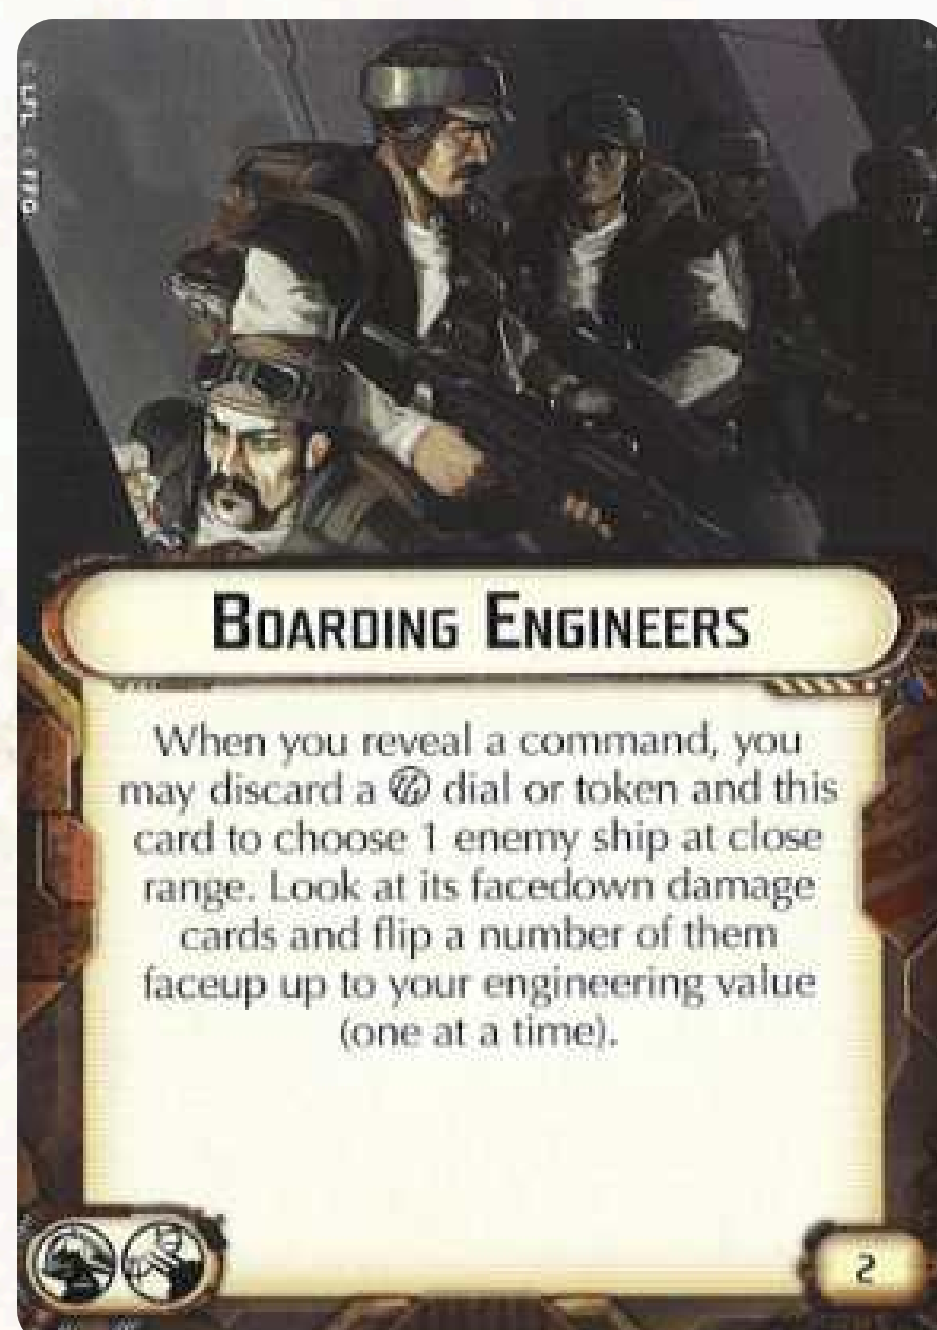 © LFL © FFG
BOARDING ENGINEERS
When you reveal a command, you
may discard a dial or token and this
card to choose 1 enemy ship at close
range. Look at its facedown damage
cards and flip a number of them
faceup up to your engineering value
(one at a time).
2